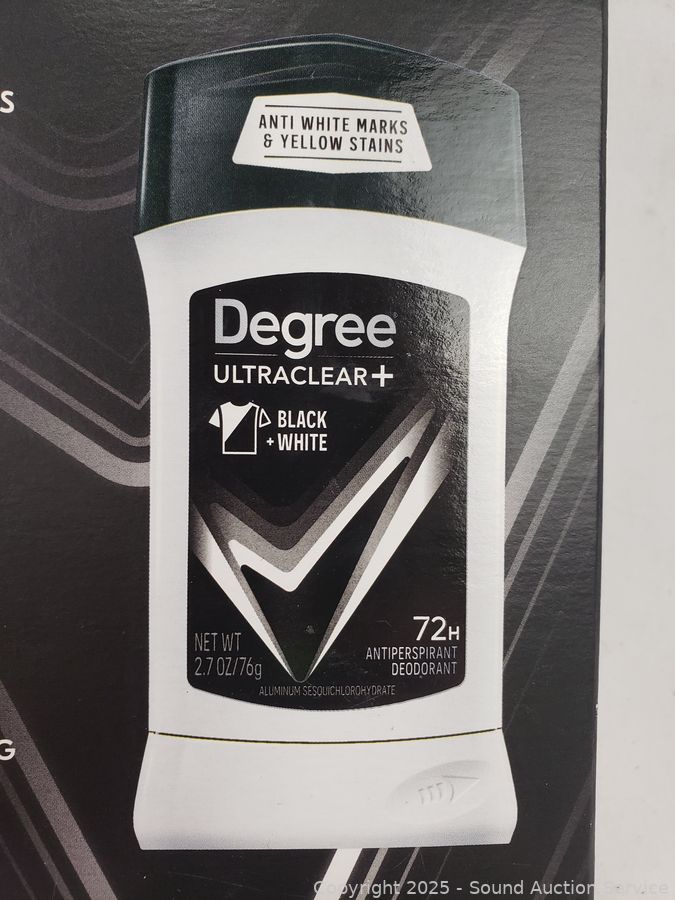 S
ANTI WHITE MARKS
& YELLOW STAINS
Degree®
ULTRACLEAR+
BLACK
+WHITE
72H
ANTIPERSPIRANT
DEODORANT
NET WT
2.7 OZ/76g
ALUMINUM SESQUICHLOROHYDRATE
G
Copyright 2025 - Sound Auction Service